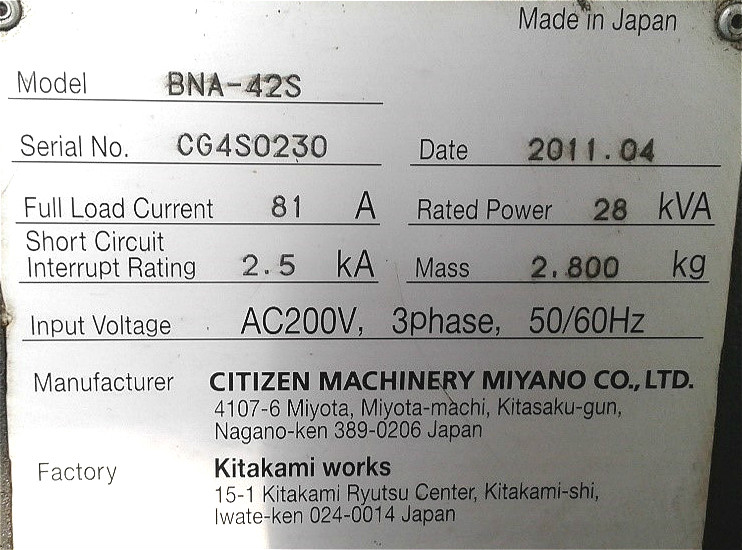 Made in Japan
Model BNA-42S
Serial No. CG4S0230 Date 2011.04
Full Load Current 81 A Rated Power 28 kVA
Short Circuit
Interrupt Rating 2.5 kA Mass 2.800 kg
Input Voltage AC200V, 3phase, 50/60Hz
Manufacturer CITIZEN MACHINERY MIYANO CO., LTD.
4107-6 Miyota, Miyota-machi, Kitasaku-gun,
Nagano-ken 389-0206 Japan
Factory Kitakami works
15-1 Kitakami Ryutsu Center, Kitakami-shi,
Iwate-ken 024-0014 Japan